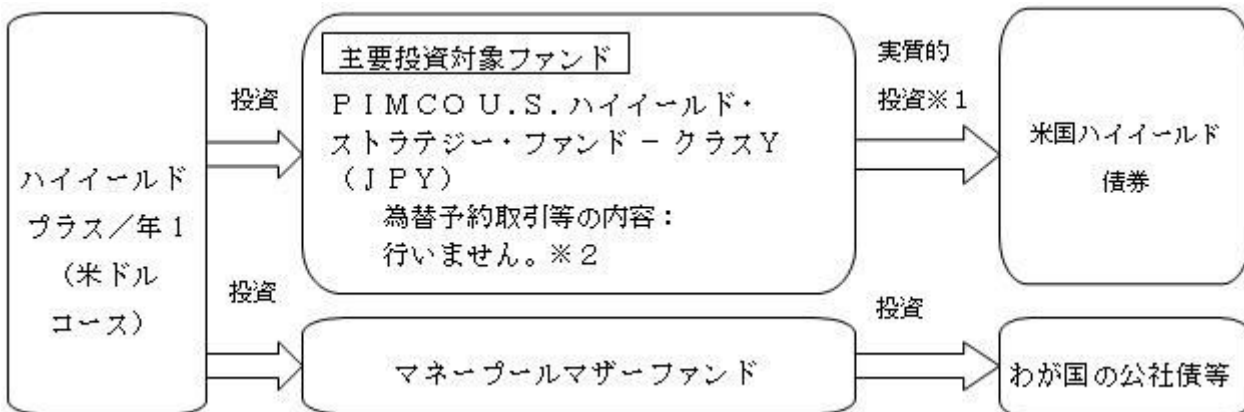 ハイイールド
プラス／年１
（米ドル
コース）
投資
主要投資対象ファンド
ＰＩＭＣＯ Ｕ.Ｓ.ハイイールド・
ストラテジー・ファンド － クラスＹ
（ＪＰＹ）
為替予約取引等の内容：
行いません。※２
実質的
投資※１
米国ハイイールド
債券
投資
マネープールマザーファンド
投資
わが国の公社債等